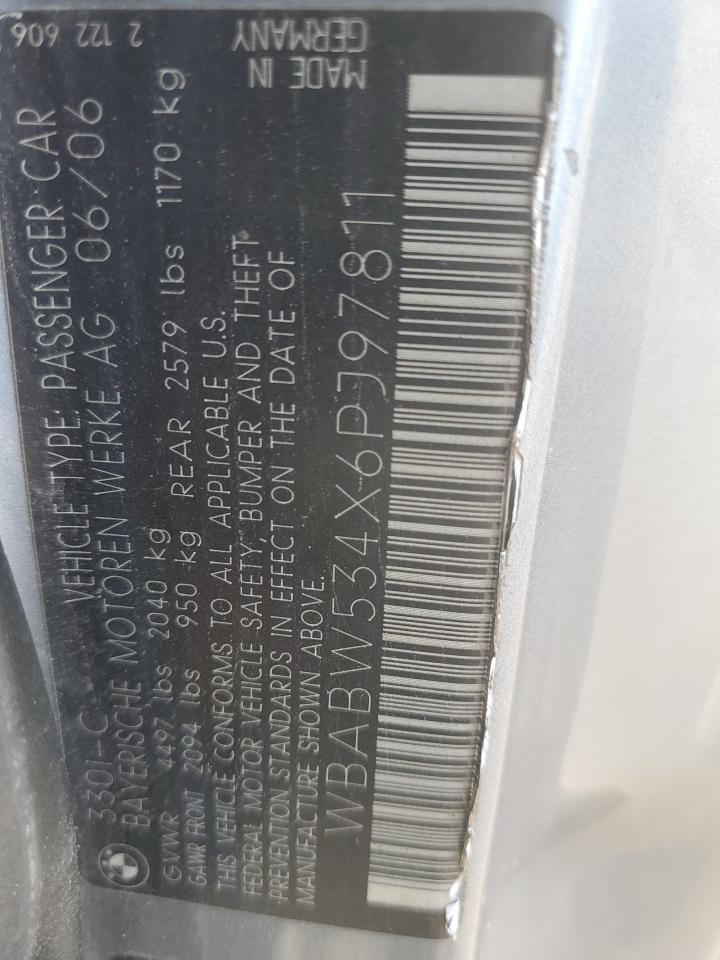 330i-C VEHICLE TYPE: PASSENGER CAR
BAYERISCHE MOTOREN WERKE AG 06/06
GVWR 4497 lbs 2040 kg
GAWR FRONT 2094 lbs 950 kg REAR 2579 lbs 1170 kg
THIS VEHICLE CONFORMS TO ALL APPLICABLE U.S.
FEDERAL MOTOR VEHICLE SAFETY, BUMPER AND THEFT
PREVENTION STANDARDS IN EFFECT ON THE DATE OF
MANUFACTURE SHOWN ABOVE.
WBABW534X6PJ97811
MADE IN
GERMANY
2 122 606